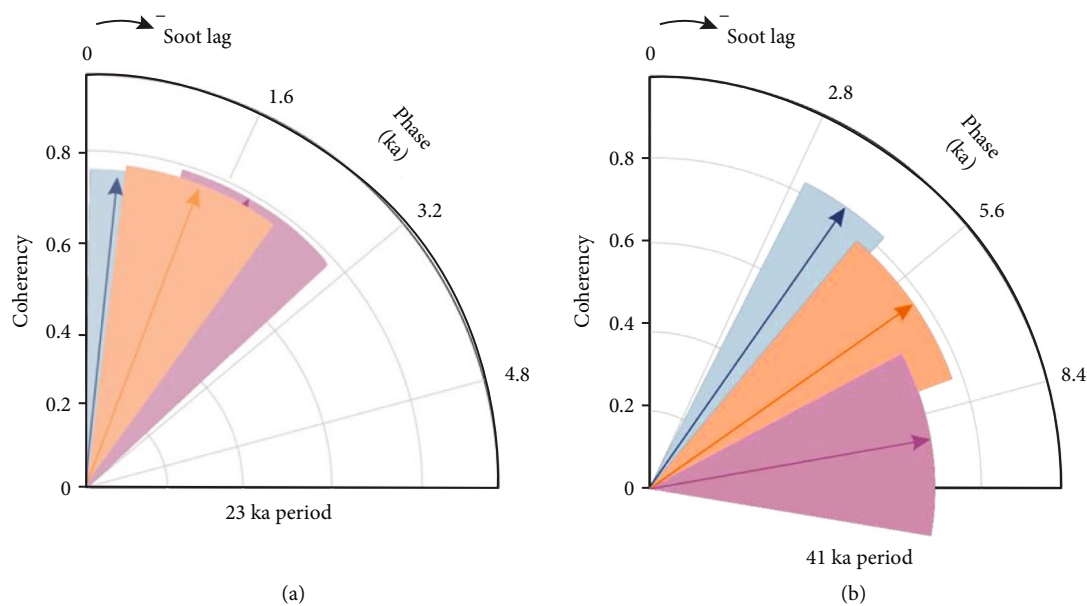 – Soot lag
0
1.6
Phase
(ka)
3.2
4.8
Coherency
0.8
0.6
0.4
0.2
0
23 ka period
(a)
– Soot lag
0
2.8
Phase
(ka)
5.6
8.4
Coherency
0.8
0.6
0.4
0.2
0
41 ka period
(b)